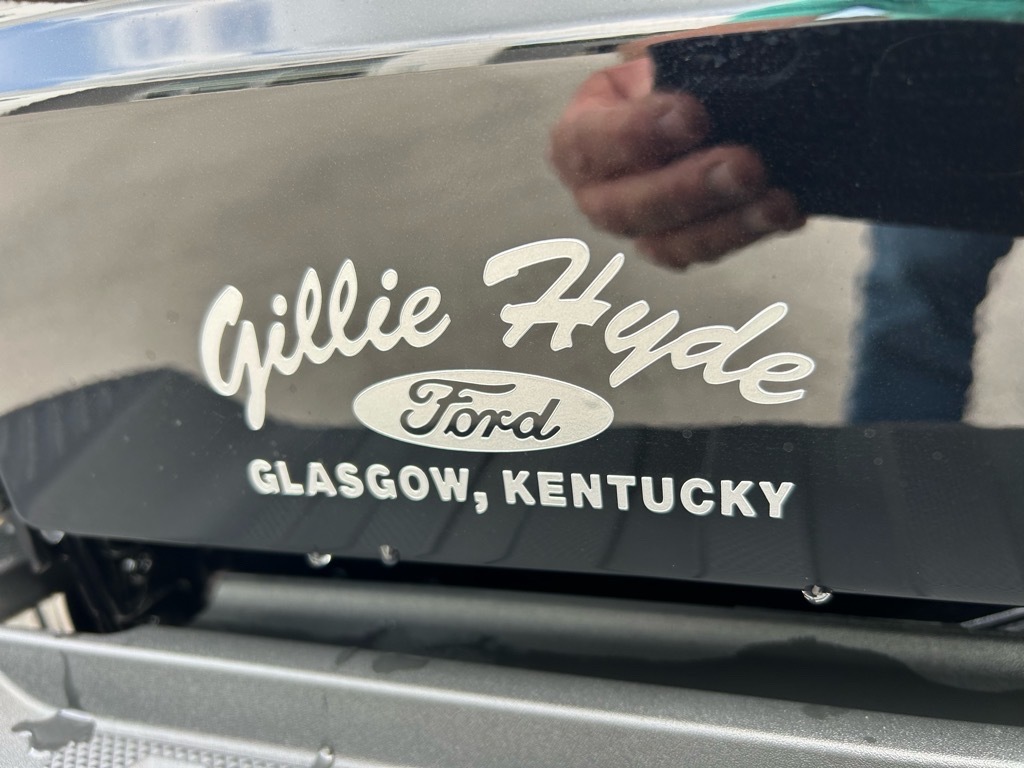 Gillie Hyde
Ford
GLASGOW, KENTUCKY